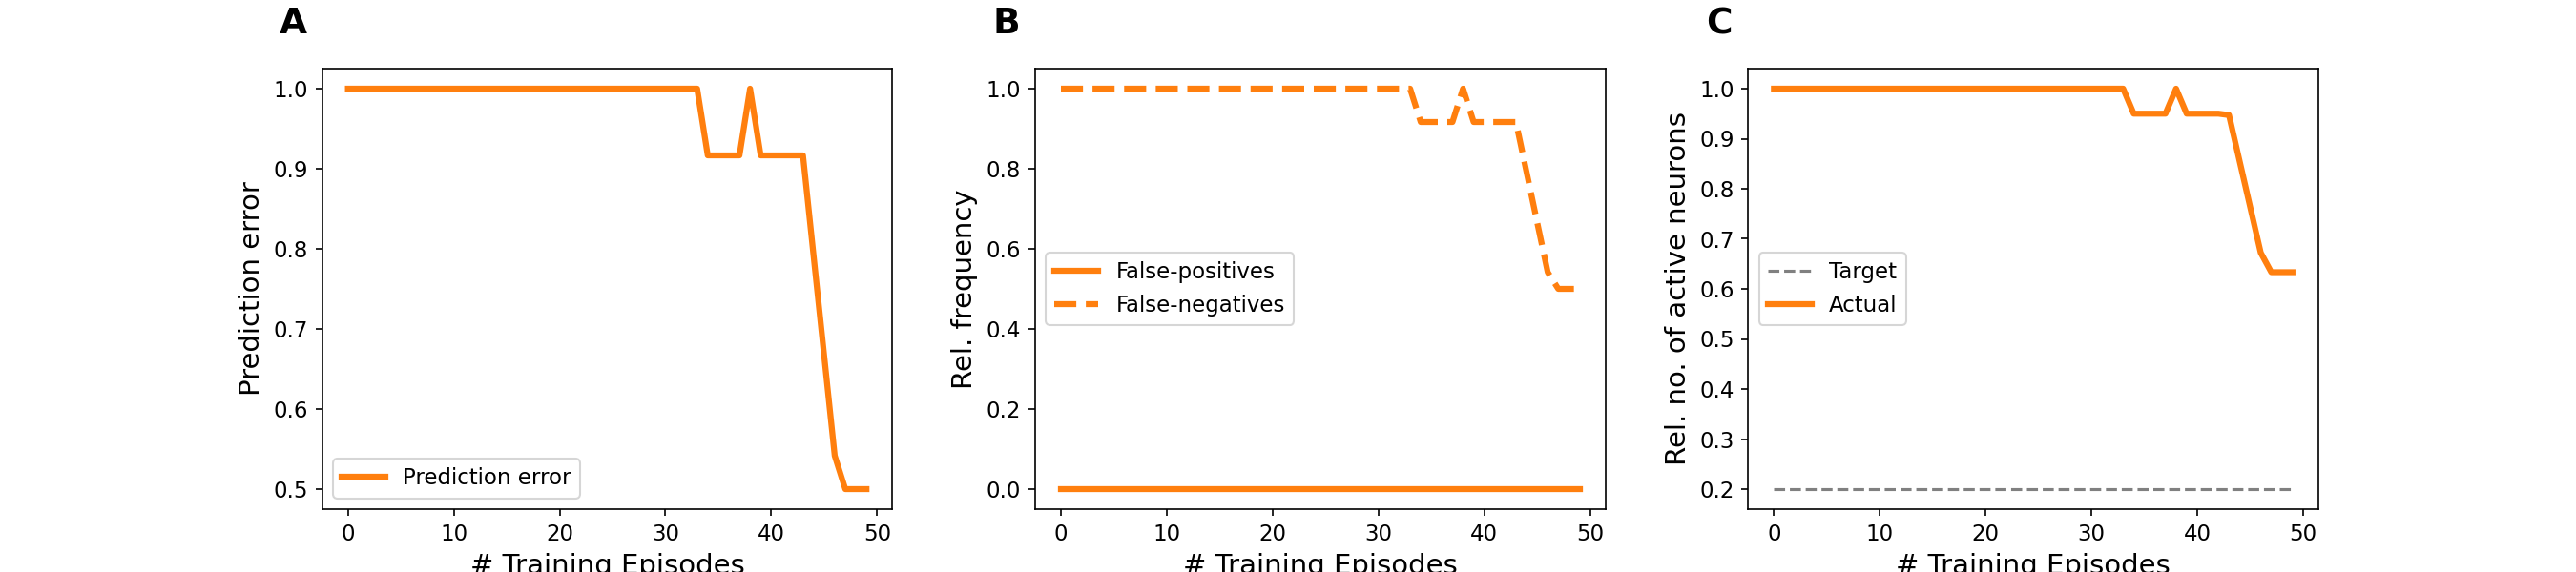 A
Prediction error
1.0
0.9
0.8
0.7
0.6
0.5
Prediction error
0 10 20 30 40 50
# Training Episodes
B
Rel. frequency
1.0
0.8
0.6
0.4
0.2
0.0
False-positives
False-negatives
0 10 20 30 40 50
# Training Episodes
C
Rel. no. of active neurons
1.0
0.9
0.8
0.7
0.6
0.5
0.4
0.3
0.2
Target
Actual
0 10 20 30 40 50
# Training Episodes